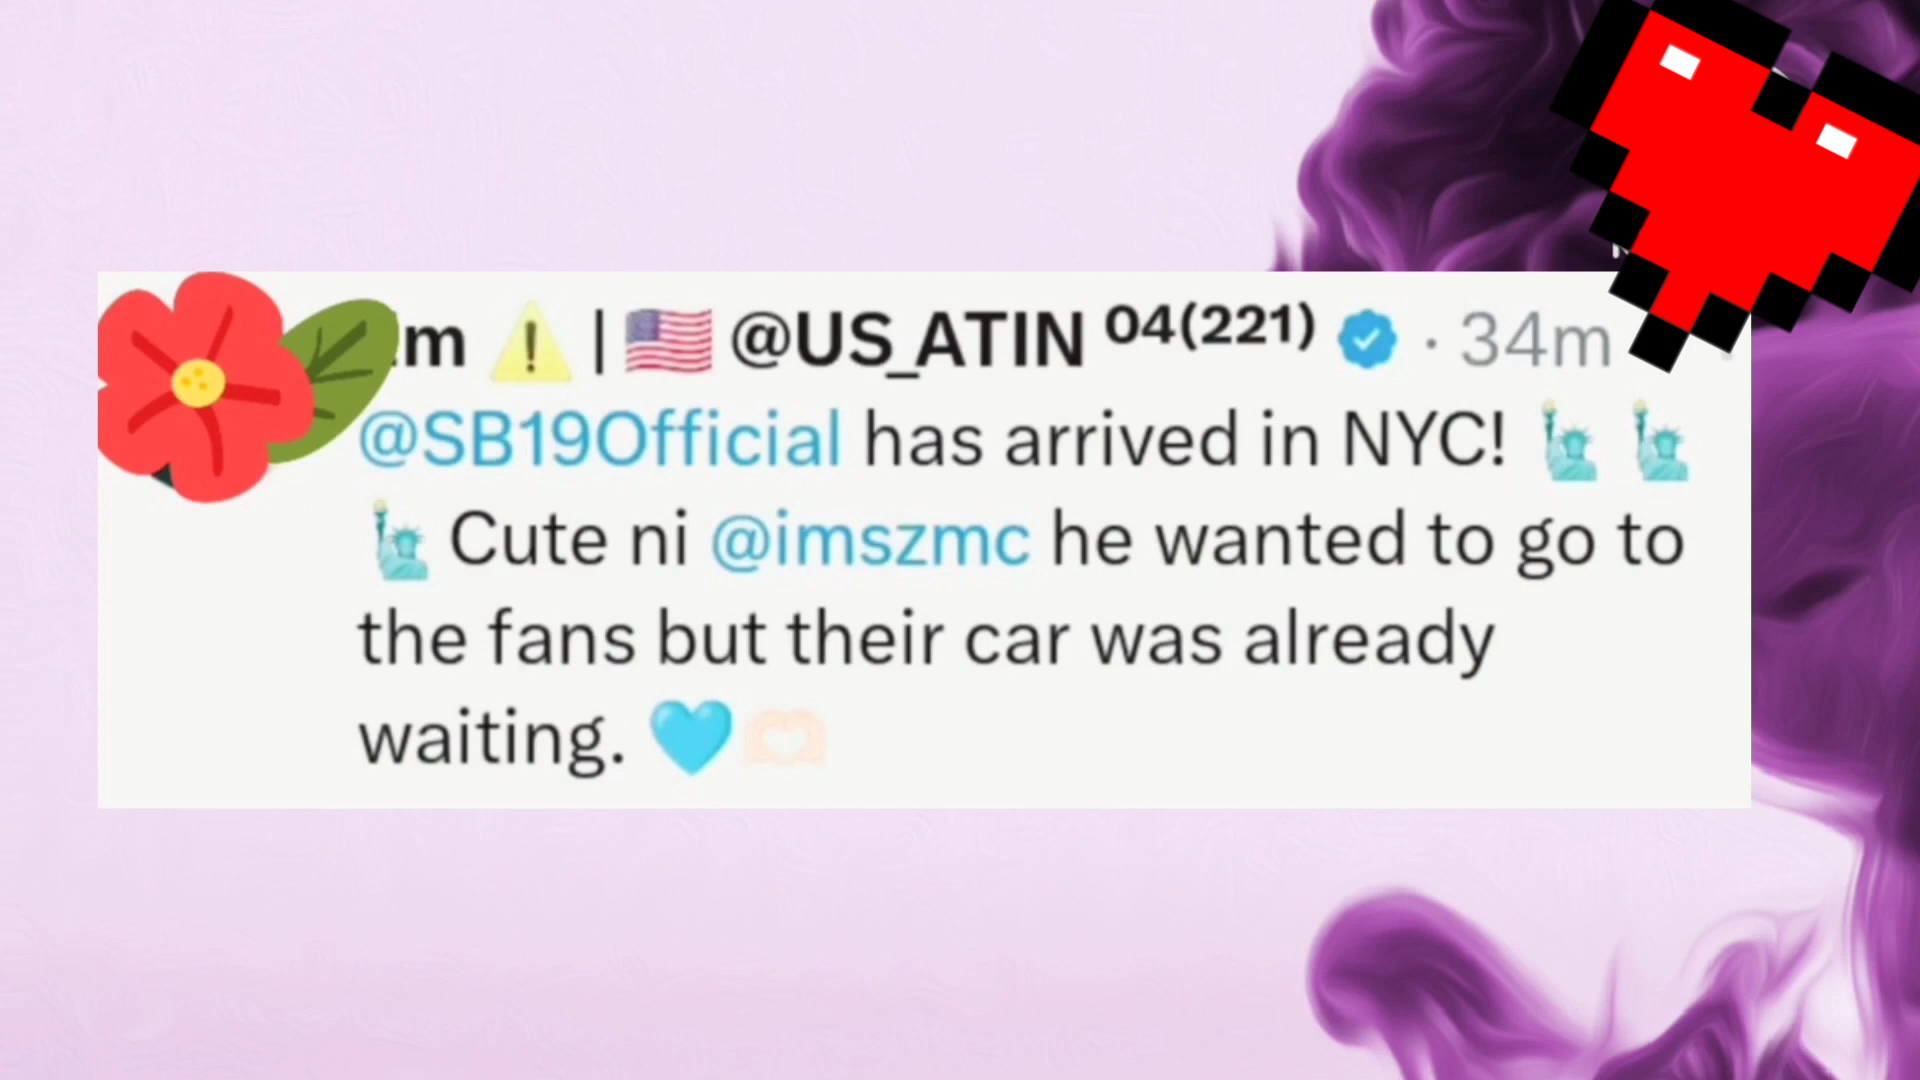 m ⚠️ | 🇺🇸 @US_ATIN ⁰⁴⁽²²¹⁾ · 34m
@SB19Official has arrived in NYC! 🗽 🗽
🗽 Cute ni @imszmc he wanted to go to
the fans but their car was already
waiting. 🩵🫶🏻